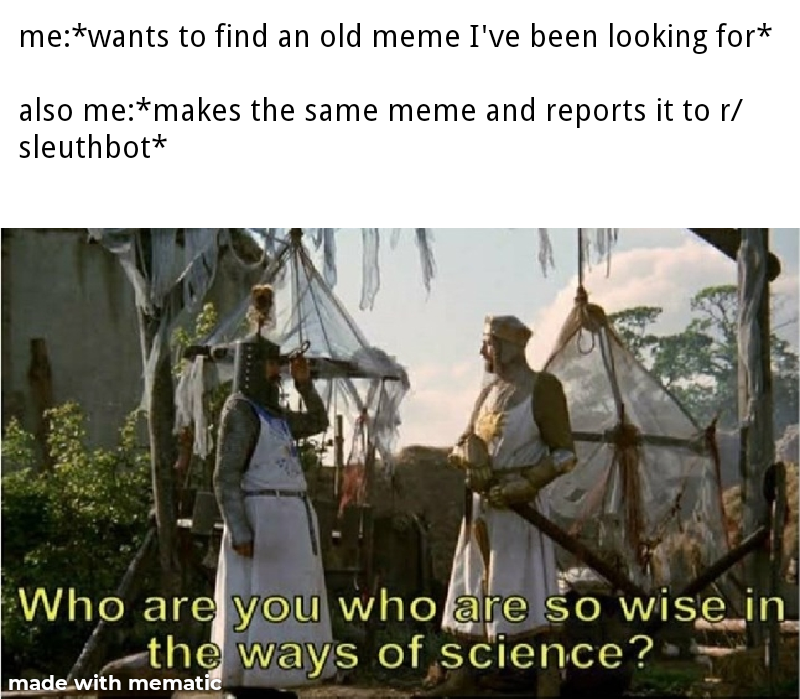 me:*wants to find an old meme I've been looking for*
also me:*makes the same meme and reports it to r/
sleuthbot*
Who are you who are so wise in
the ways of science?
made with mematic